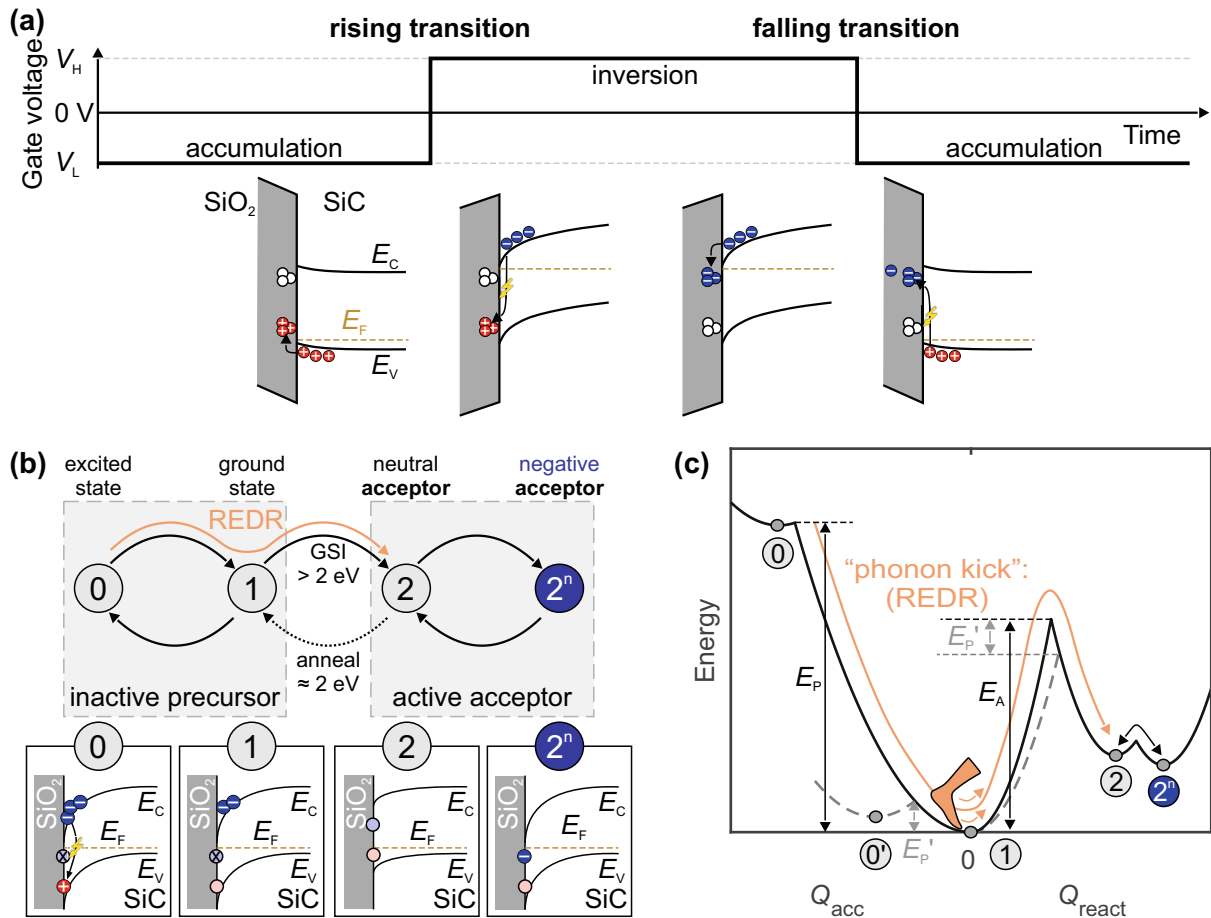 (a)
rising transition
falling transition
Gate voltage
V_H
inversion
0 V
Time
accumulation
accumulation
V_L
SiO2
SiC
E_C
E_F
E_V
(b)
excited state
ground state
neutral acceptor
negative acceptor
REDR
GSI > 2 eV
0
1
2
2ⁿ
anneal ≈ 2 eV
inactive precursor
active acceptor
0
1
2
2ⁿ
SiO2
E_C
E_F
E_V
SiC
SiO2
E_C
E_F
E_V
SiC
SiO2
E_C
E_F
E_V
SiC
SiO2
E_C
E_F
E_V
SiC
(c)
0
"phonon kick":
(REDR)
Energy
E_P
E_P'
E_A
2
2ⁿ
0'
E_P'
0
1
Q_acc
Q_react